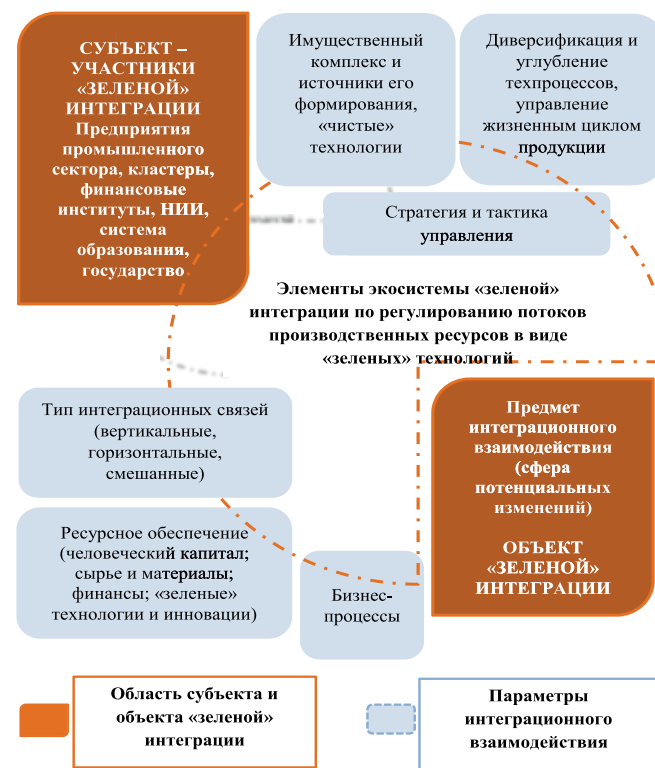 СУБЪЕКТ –
УЧАСТНИКИ
«ЗЕЛЕНОЙ»
ИНТЕГРАЦИИ
Предприятия
промышленного
сектора, кластеры,
финансовые
институты, НИИ,
система
образования,
государство
Имущественный
комплекс и
источники его
формирования,
«чистые»
технологии
Диверсификация и
углубление
техпроцессов,
управление
жизненным циклом
продукции
Стратегия и тактика
управления
Элементы экосистемы «зеленой»
интеграции по регулированию потоков
производственных ресурсов в виде
«зеленых» технологий
Тип интеграционных связей
(вертикальные,
горизонтальные,
смешанные)
Предмет
интеграционного
взаимодействия
(сфера
потенциальных
изменений)
ОБЪЕКТ
«ЗЕЛЕНОЙ»
ИНТЕГРАЦИИ
Ресурсное обеспечение
(человеческий капитал;
сырье и материалы;
финансы; «зеленые»
технологии и инновации)
Бизнес-
процессы
Область субъекта и
объекта «зеленой»
интеграции
Параметры
интеграционного
взаимодействия